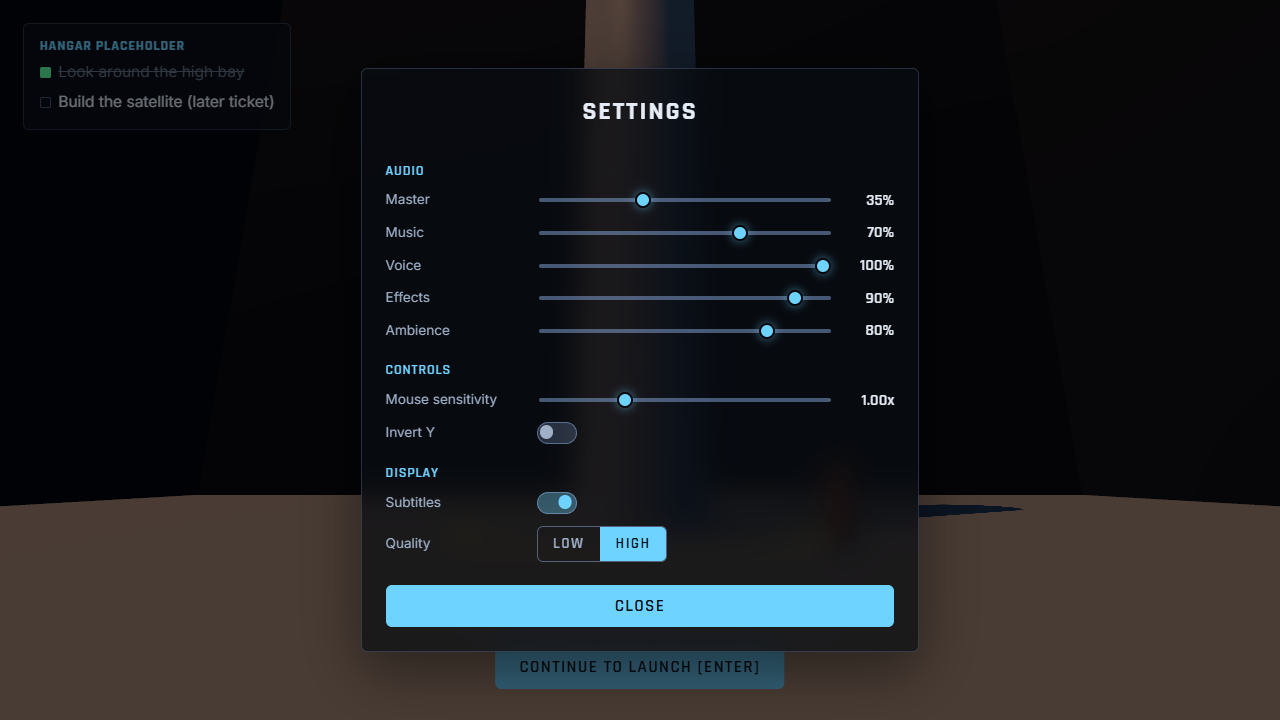 HANGAR PLACEHOLDER
Look around the high bay
Build the satellite (later ticket)
SETTINGS
AUDIO
Master 35%
Music 70%
Voice 100%
Effects 90%
Ambience 80%
CONTROLS
Mouse sensitivity 1.00x
Invert Y
DISPLAY
Subtitles
Quality LOW HIGH
CLOSE
CONTINUE TO LAUNCH [ENTER]